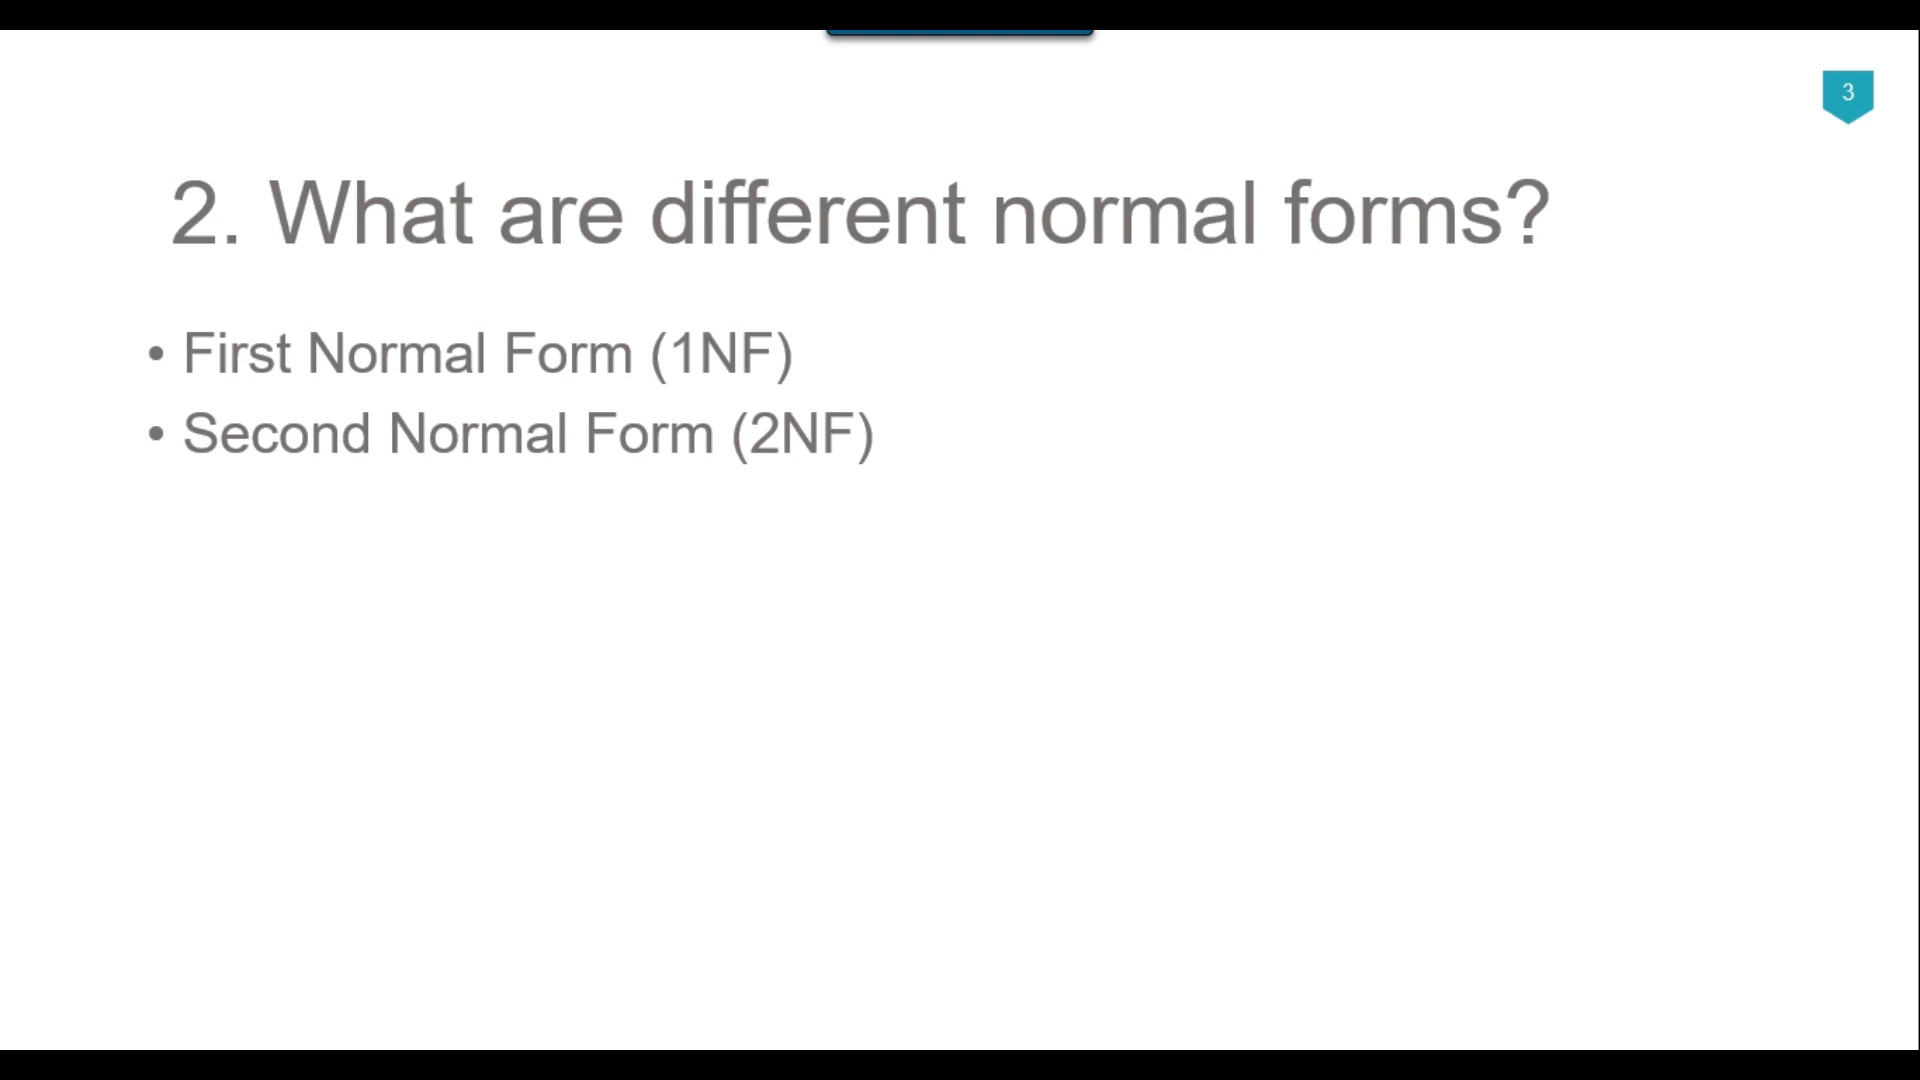 3
2. What are different normal forms?
• First Normal Form (1NF)
• Second Normal Form (2NF)